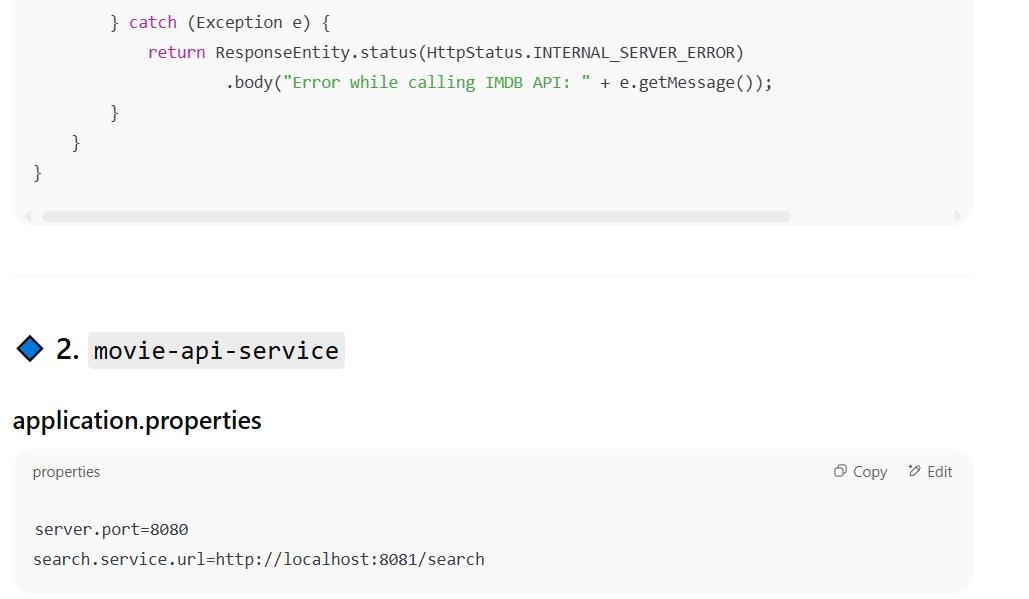 } catch (Exception e) {
return ResponseEntity.status(HttpStatus.INTERNAL_SERVER_ERROR)
.body("Error while calling IMDB API: " + e.getMessage());
}
}
}
2. movie-api-service
application.properties
properties
Copy
Edit
server.port=8080
search.service.url=http://localhost:8081/search